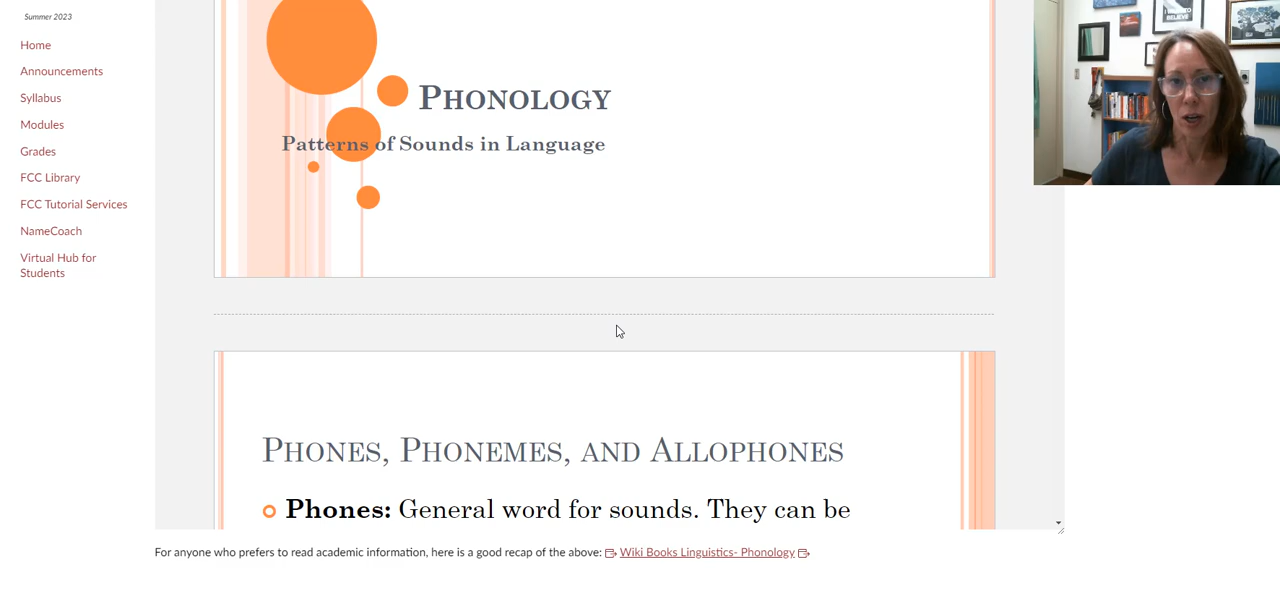 Summer 2023
Home
Announcements
Syllabus
Modules
Grades
FCC Library
FCC Tutorial Services
NameCoach
Virtual Hub for
Students
PHONOLOGY
Patterns of Sounds in Language
PHONES, PHONEMES, AND ALLOPHONES
Phones: General word for sounds. They can be
For anyone who prefers to read academic information, here is a good recap of the above: Wiki Books Linguistics- Phonology
BELIEVE